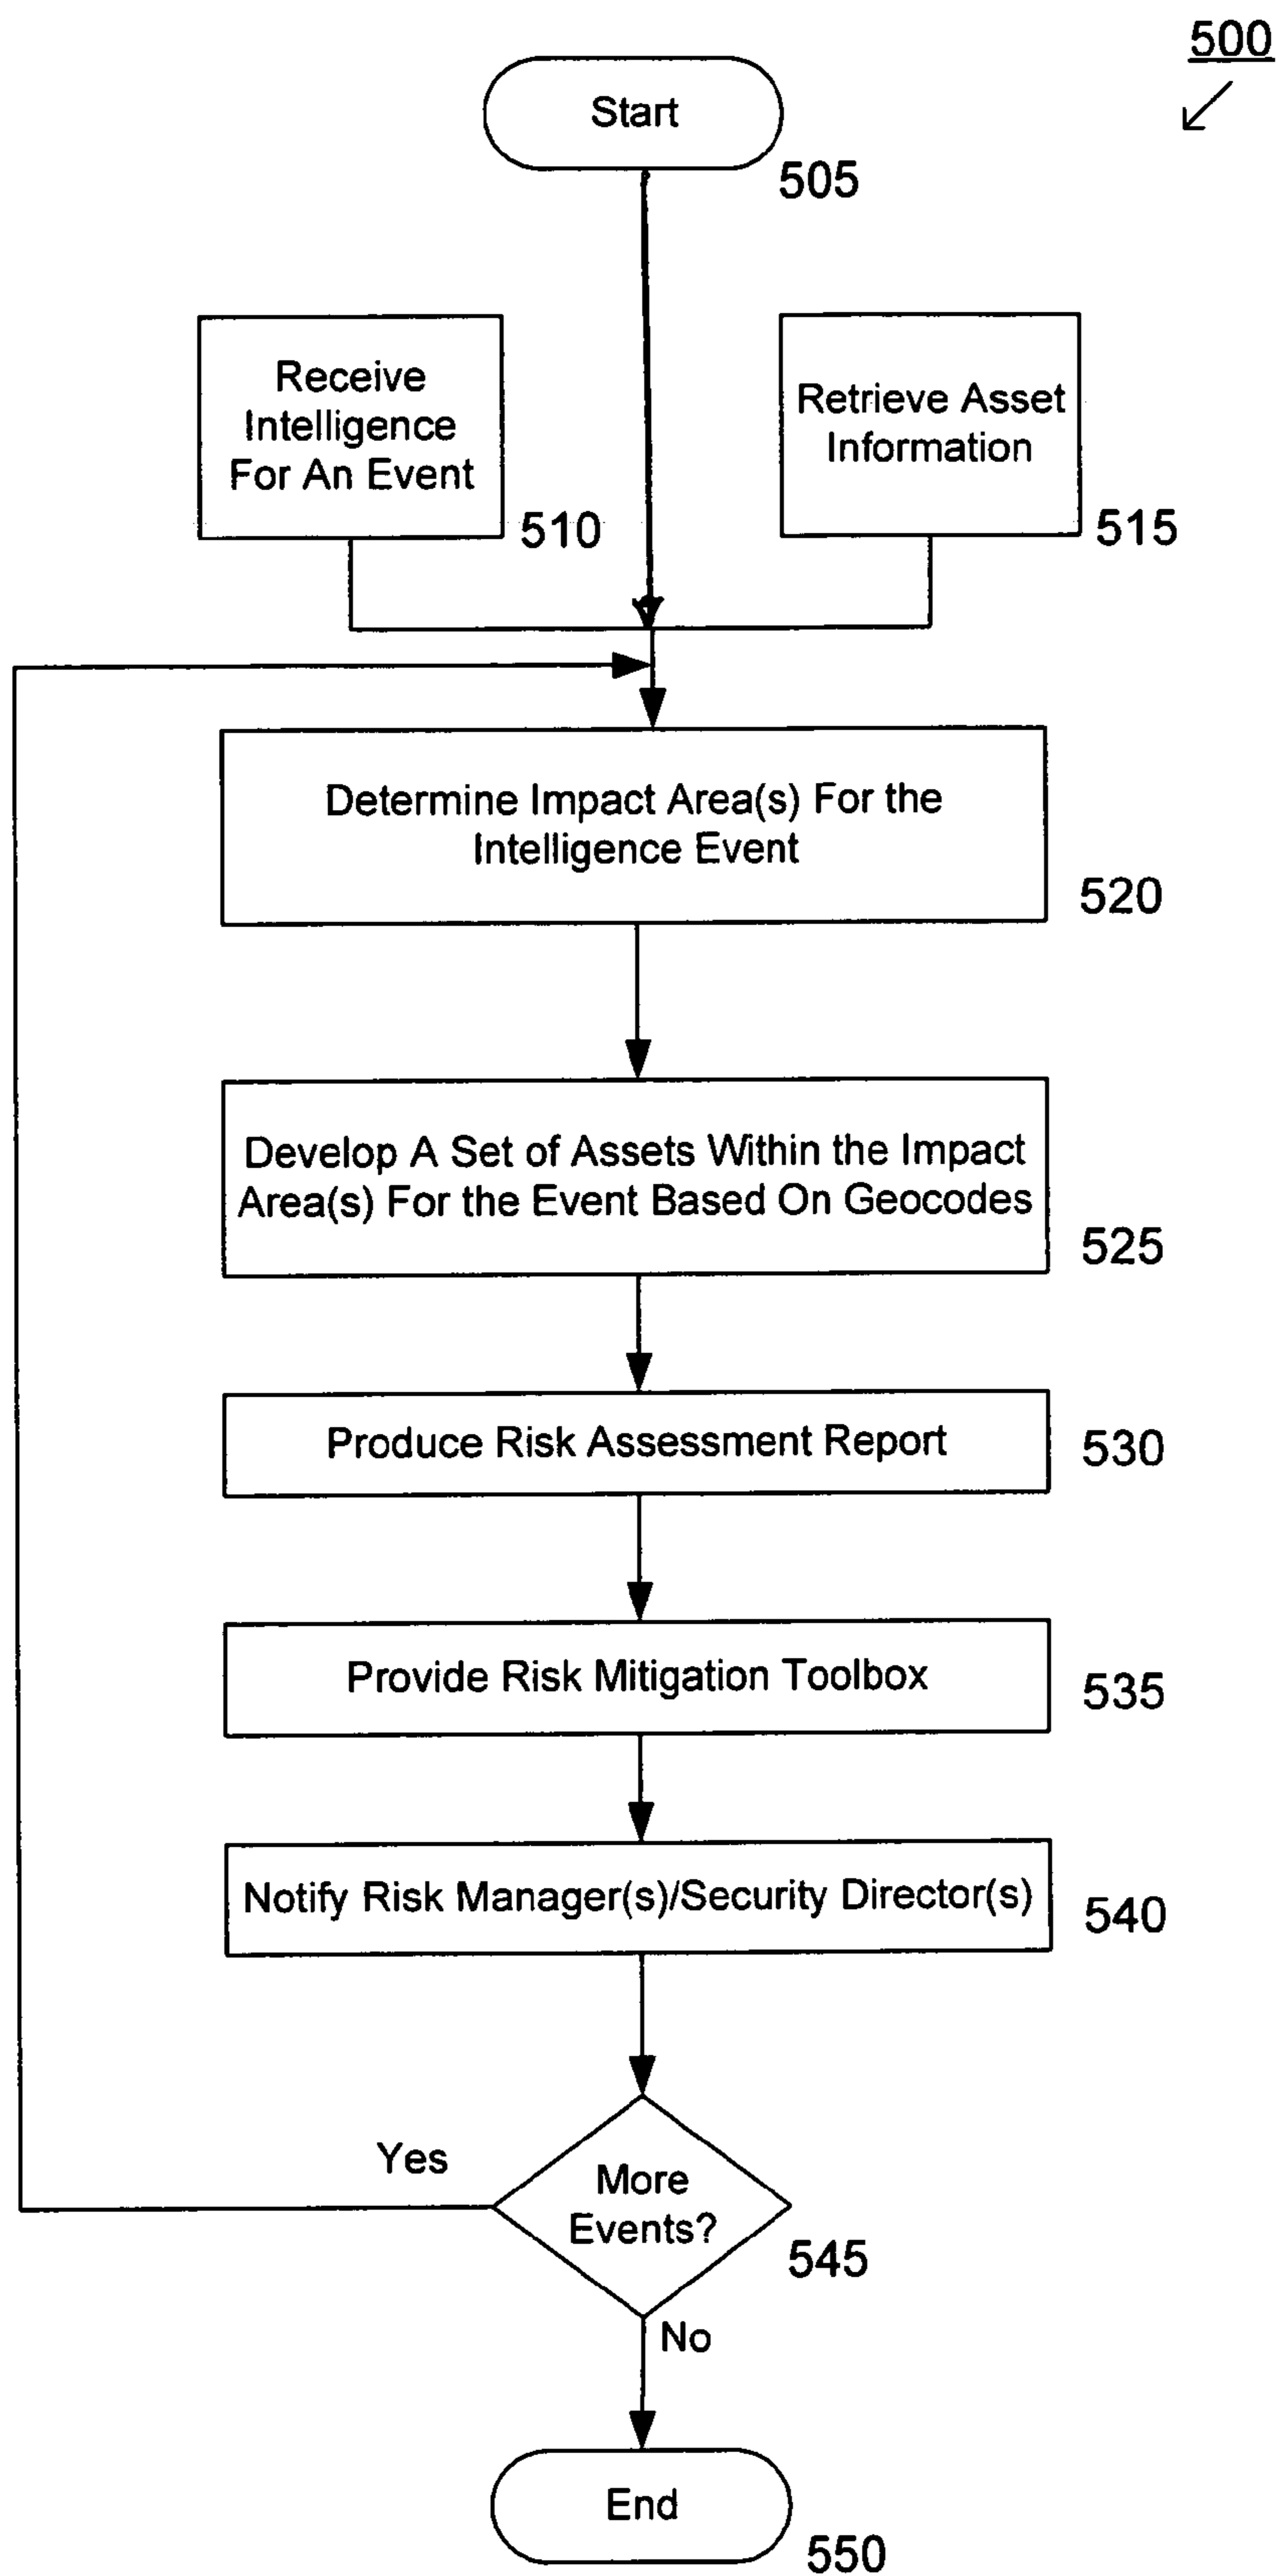 500
Start
505
Receive
Intelligence
For An Event
510
Retrieve Asset
Information
515
Determine Impact Area(s) For the
Intelligence Event
520
Develop A Set of Assets Within the Impact
Area(s) For the Event Based On Geocodes
525
Produce Risk Assessment Report
530
Provide Risk Mitigation Toolbox
535
Notify Risk Manager(s)/Security Director(s)
540
Yes
More
Events?
545
No
End
550